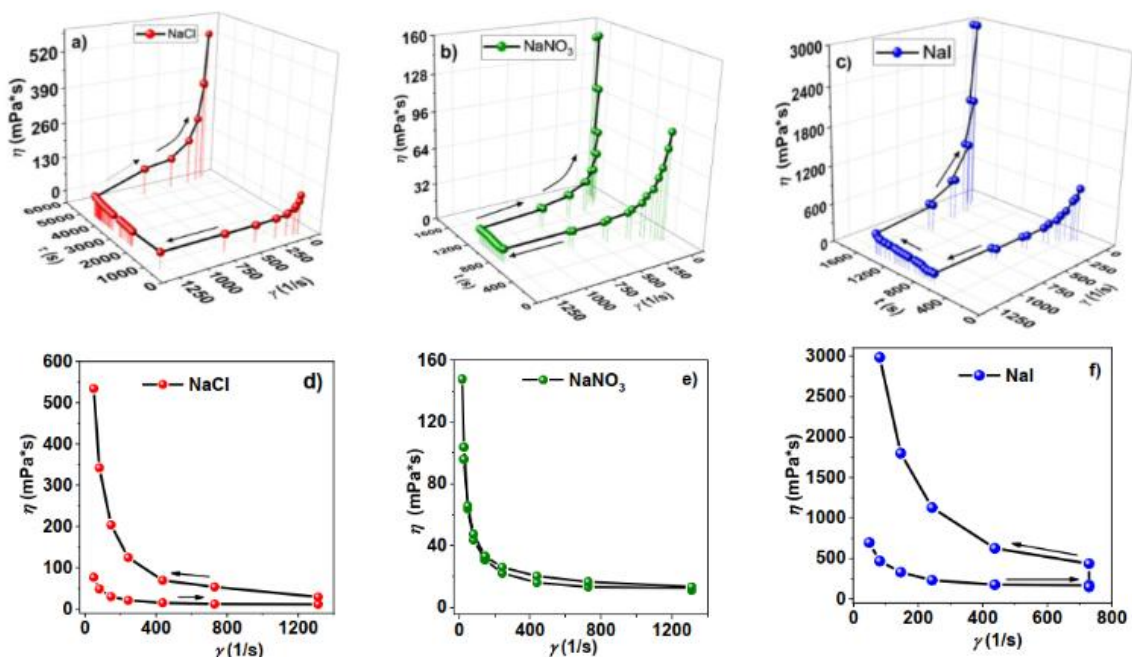 a)
NaCl
η (mPa*s)
520
390
260
130
0
6000
5000
4000
3000
2000
1000
0
t (s)
1250
1000
750
500
250
0
γ (1/s)
b)
NaNO₃
η (mPa*s)
160
128
96
64
32
0
1600
1200
800
400
0
t (s)
1250
1000
750
500
250
0
γ (1/s)
c)
NaI
η (mPa*s)
3000
2400
1800
1200
600
0
1600
1200
800
400
0
t (s)
1250
1000
750
500
250
0
γ (1/s)
d)
NaCl
η (mPa*s)
600
500
400
300
200
100
0
0 400 800 1200
γ (1/s)
e)
NaNO₃
η (mPa*s)
160
120
80
40
0
0 400 800 1200
γ (1/s)
f)
NaI
η (mPa*s)
3000
2500
2000
1500
1000
500
0
0 200 400 600 800
γ (1/s)